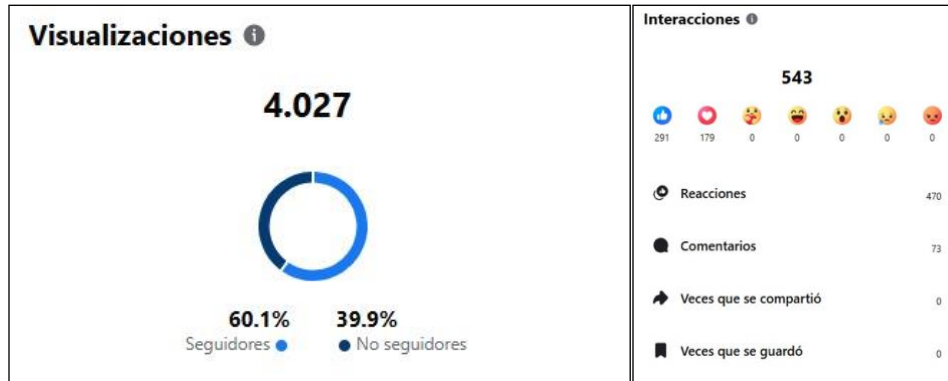 Visualizaciones
4.027
60.1% 39.9%
Seguidores No seguidores
Interacciones
543
291 179 0 0 0 0 0
Reacciones 470
Comentarios 73
Veces que se compartió 0
Veces que se guardó 0